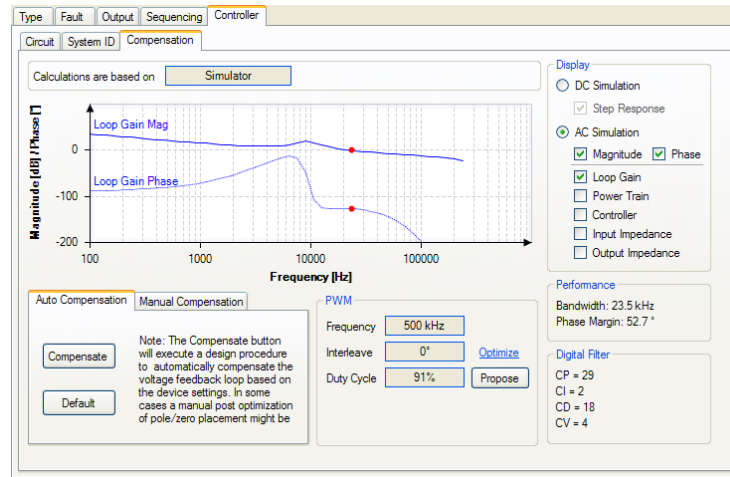 Type Fault Output Sequencing Controller
Circuit System ID Compensation
Calculations are based on Simulator
Magnitude [dB] / Phase [°]
Loop Gain Mag
Loop Gain Phase
0
-100
-200
100 1000 10000 100000
Frequency [Hz]
Display
DC Simulation
Step Response
AC Simulation
Magnitude Phase
Loop Gain
Power Train
Controller
Input Impedance
Output Impedance
Performance
Bandwidth: 23.5 kHz
Phase Margin: 52.7 °
Auto Compensation Manual Compensation
Compensate
Default
Note: The Compensate button
will execute a design procedure
to automatically compensate the
voltage feedback loop based on
the device settings. In some
cases a manual post optimization
of pole/zero placement might be
PWM
Frequency 500 kHz
Interleave 0° Optimize
Duty Cycle 91% Propose
Digital Filter
CP = 29
CI = 2
CD = 18
CV = 4